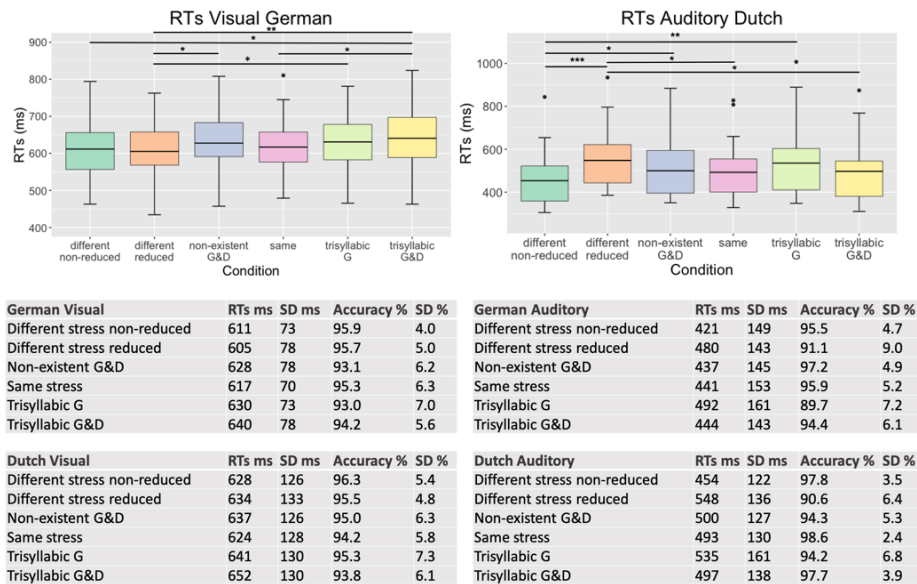 RTs Visual German
**
*
*
*
*
900
800
700
600
500
400
RTs (ms)
different non-reduced
different reduced
non-existent G&D
same
trisyllabic G
trisyllabic G&D
Condition
RTs Auditory Dutch
**
*
*
***
*
1000
800
600
400
RTs (ms)
different non-reduced
different reduced
non-existent G&D
same
trisyllabic G
trisyllabic G&D
Condition
German Visual RTs ms SD ms Accuracy % SD %
Different stress non-reduced 611 73 95.9 4.0
Different stress reduced 605 78 95.7 5.0
Non-existent G&D 628 78 93.1 6.2
Same stress 617 70 95.3 6.3
Trisyllabic G 630 73 93.0 7.0
Trisyllabic G&D 640 78 94.2 5.6
German Auditory RTs ms SD ms Accuracy % SD %
Different stress non-reduced 421 149 95.5 4.7
Different stress reduced 480 143 91.1 9.0
Non-existent G&D 437 145 97.2 4.9
Same stress 441 153 95.9 5.2
Trisyllabic G 492 161 89.7 7.2
Trisyllabic G&D 444 143 94.4 6.1
Dutch Visual RTs ms SD ms Accuracy % SD %
Different stress non-reduced 628 126 96.3 5.4
Different stress reduced 634 133 95.5 4.8
Non-existent G&D 637 126 95.0 6.3
Same stress 624 128 94.2 5.8
Trisyllabic G 641 130 95.3 7.3
Trisyllabic G&D 652 130 93.8 6.1
Dutch Auditory RTs ms SD ms Accuracy % SD %
Different stress non-reduced 454 122 97.8 3.5
Different stress reduced 548 136 90.6 6.4
Non-existent G&D 500 127 94.3 5.3
Same stress 493 130 98.6 2.4
Trisyllabic G 535 161 94.2 6.8
Trisyllabic G&D 497 138 97.7 3.9